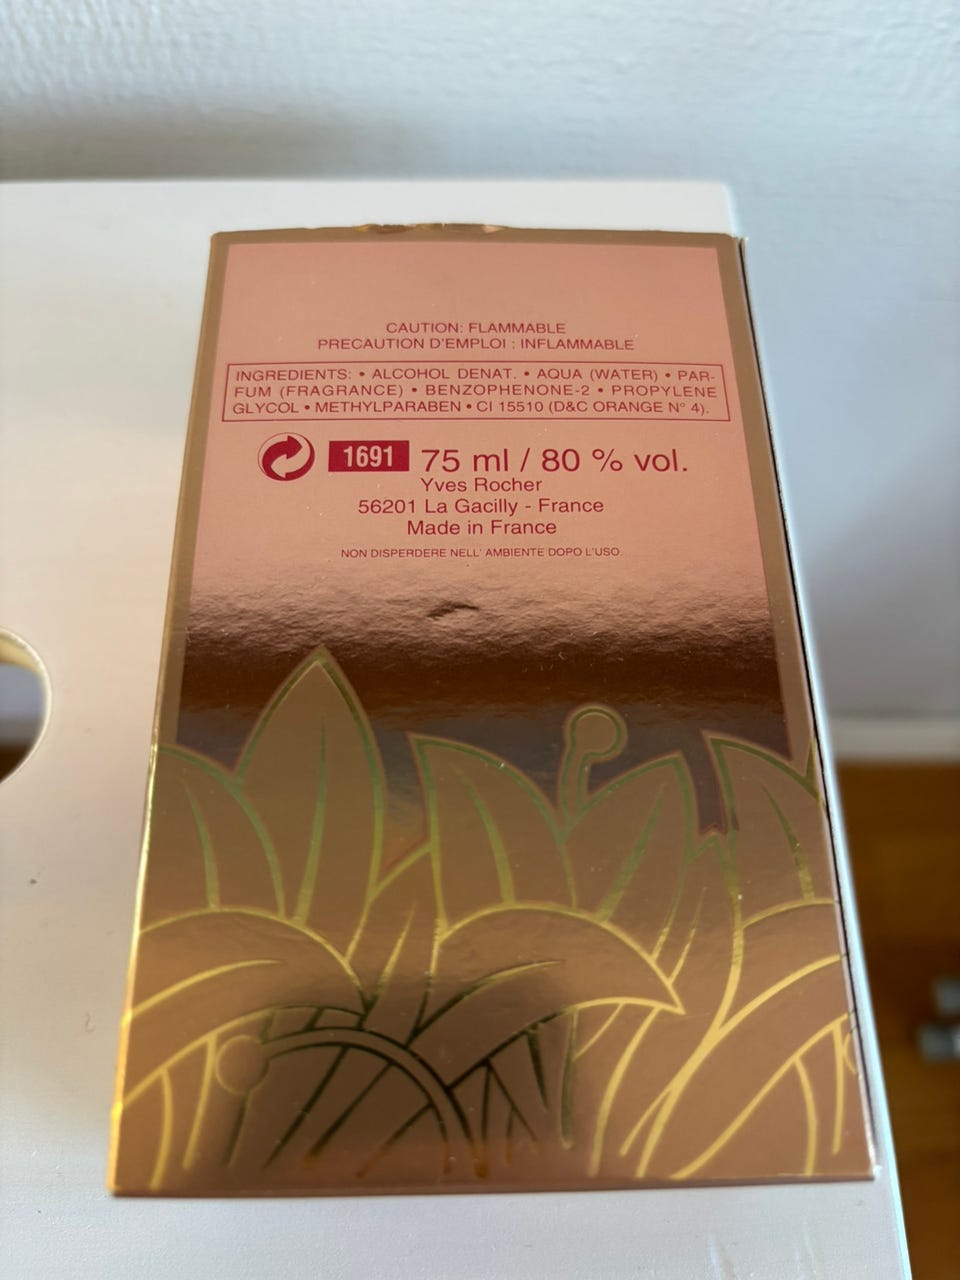 CAUTION: FLAMMABLE
PRECAUTION D'EMPLOI : INFLAMMABLE
INGREDIENTS: • ALCOHOL DENAT. • AQUA (WATER) • PAR-
FUM (FRAGRANCE) • BENZOPHENONE-2 • PROPYLENE
GLYCOL • METHYLPARABEN • CI 15510 (D&C ORANGE N° 4).
1691 75 ml / 80 % vol.
Yves Rocher
56201 La Gacilly - France
Made in France
NON DISPERDERE NELL' AMBIENTE DOPO L'USO